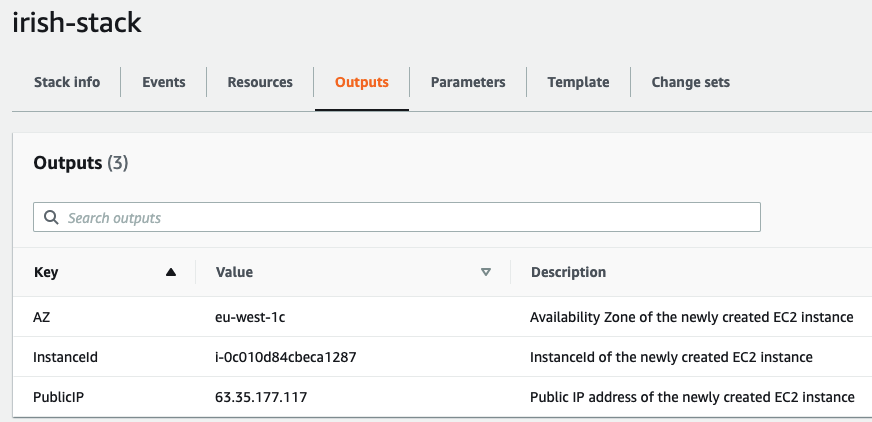 irish-stack
Stack info Events Resources Outputs Parameters Template Change sets
Outputs (3)
Search outputs
Key Value Description
AZ eu-west-1c Availability Zone of the newly created EC2 instance
InstanceId i-0c010d84cbeca1287 InstanceId of the newly created EC2 instance
PublicIP 63.35.177.117 Public IP address of the newly created EC2 instance